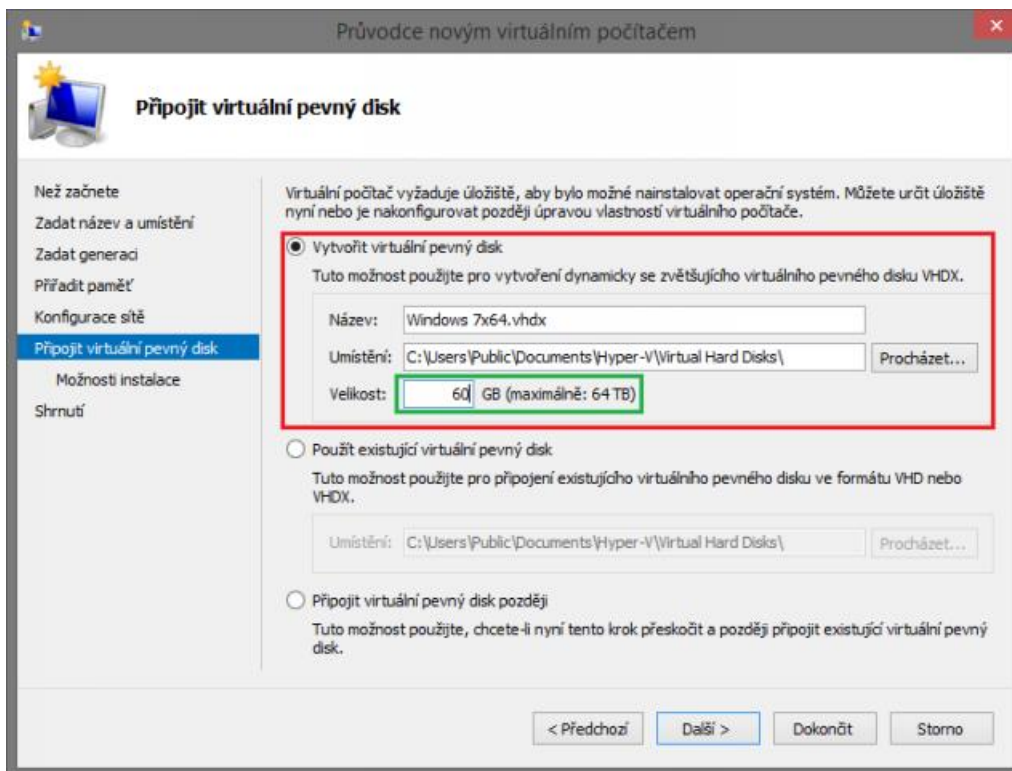 Průvodce novým virtuálním počítačem
Připojit virtuální pevný disk
Než začnete
Zadat název a umístění
Zadat generaci
Přiřadit paměť
Konfigurace sítě
Připojit virtuální pevný disk
Možnosti instalace
Shrnutí
Virtuální počítač vyžaduje úložiště, aby bylo možné nainstalovat operační systém. Můžete určit úložiště
nyní nebo je nakonfigurovat později úpravou vlastností virtuálního počítače.
Vytvořit virtuální pevný disk
Tuto možnost použijte pro vytvoření dynamicky se zvětšujícího virtuálního pevného disku VHDX.
Název: Windows 7x64.vhdx
Umístění: C:\Users\Public\Documents\Hyper-V\Virtual Hard Disks\ Procházet...
Velikost: 60 GB (maximálně: 64 TB)
Použít existující virtuální pevný disk
Tuto možnost použijte pro připojení existujícího virtuálního pevného disku ve formátu VHD nebo
VHDX.
Umístění: C:\Users\Public\Documents\Hyper-V\Virtual Hard Disks\ Procházet...
Připojit virtuální pevný disk později
Tuto možnost použijte, chcete-li nyní tento krok přeskočit a později připojit existující virtuální pevný
disk.
< Předchozí Další > Dokončit Storno